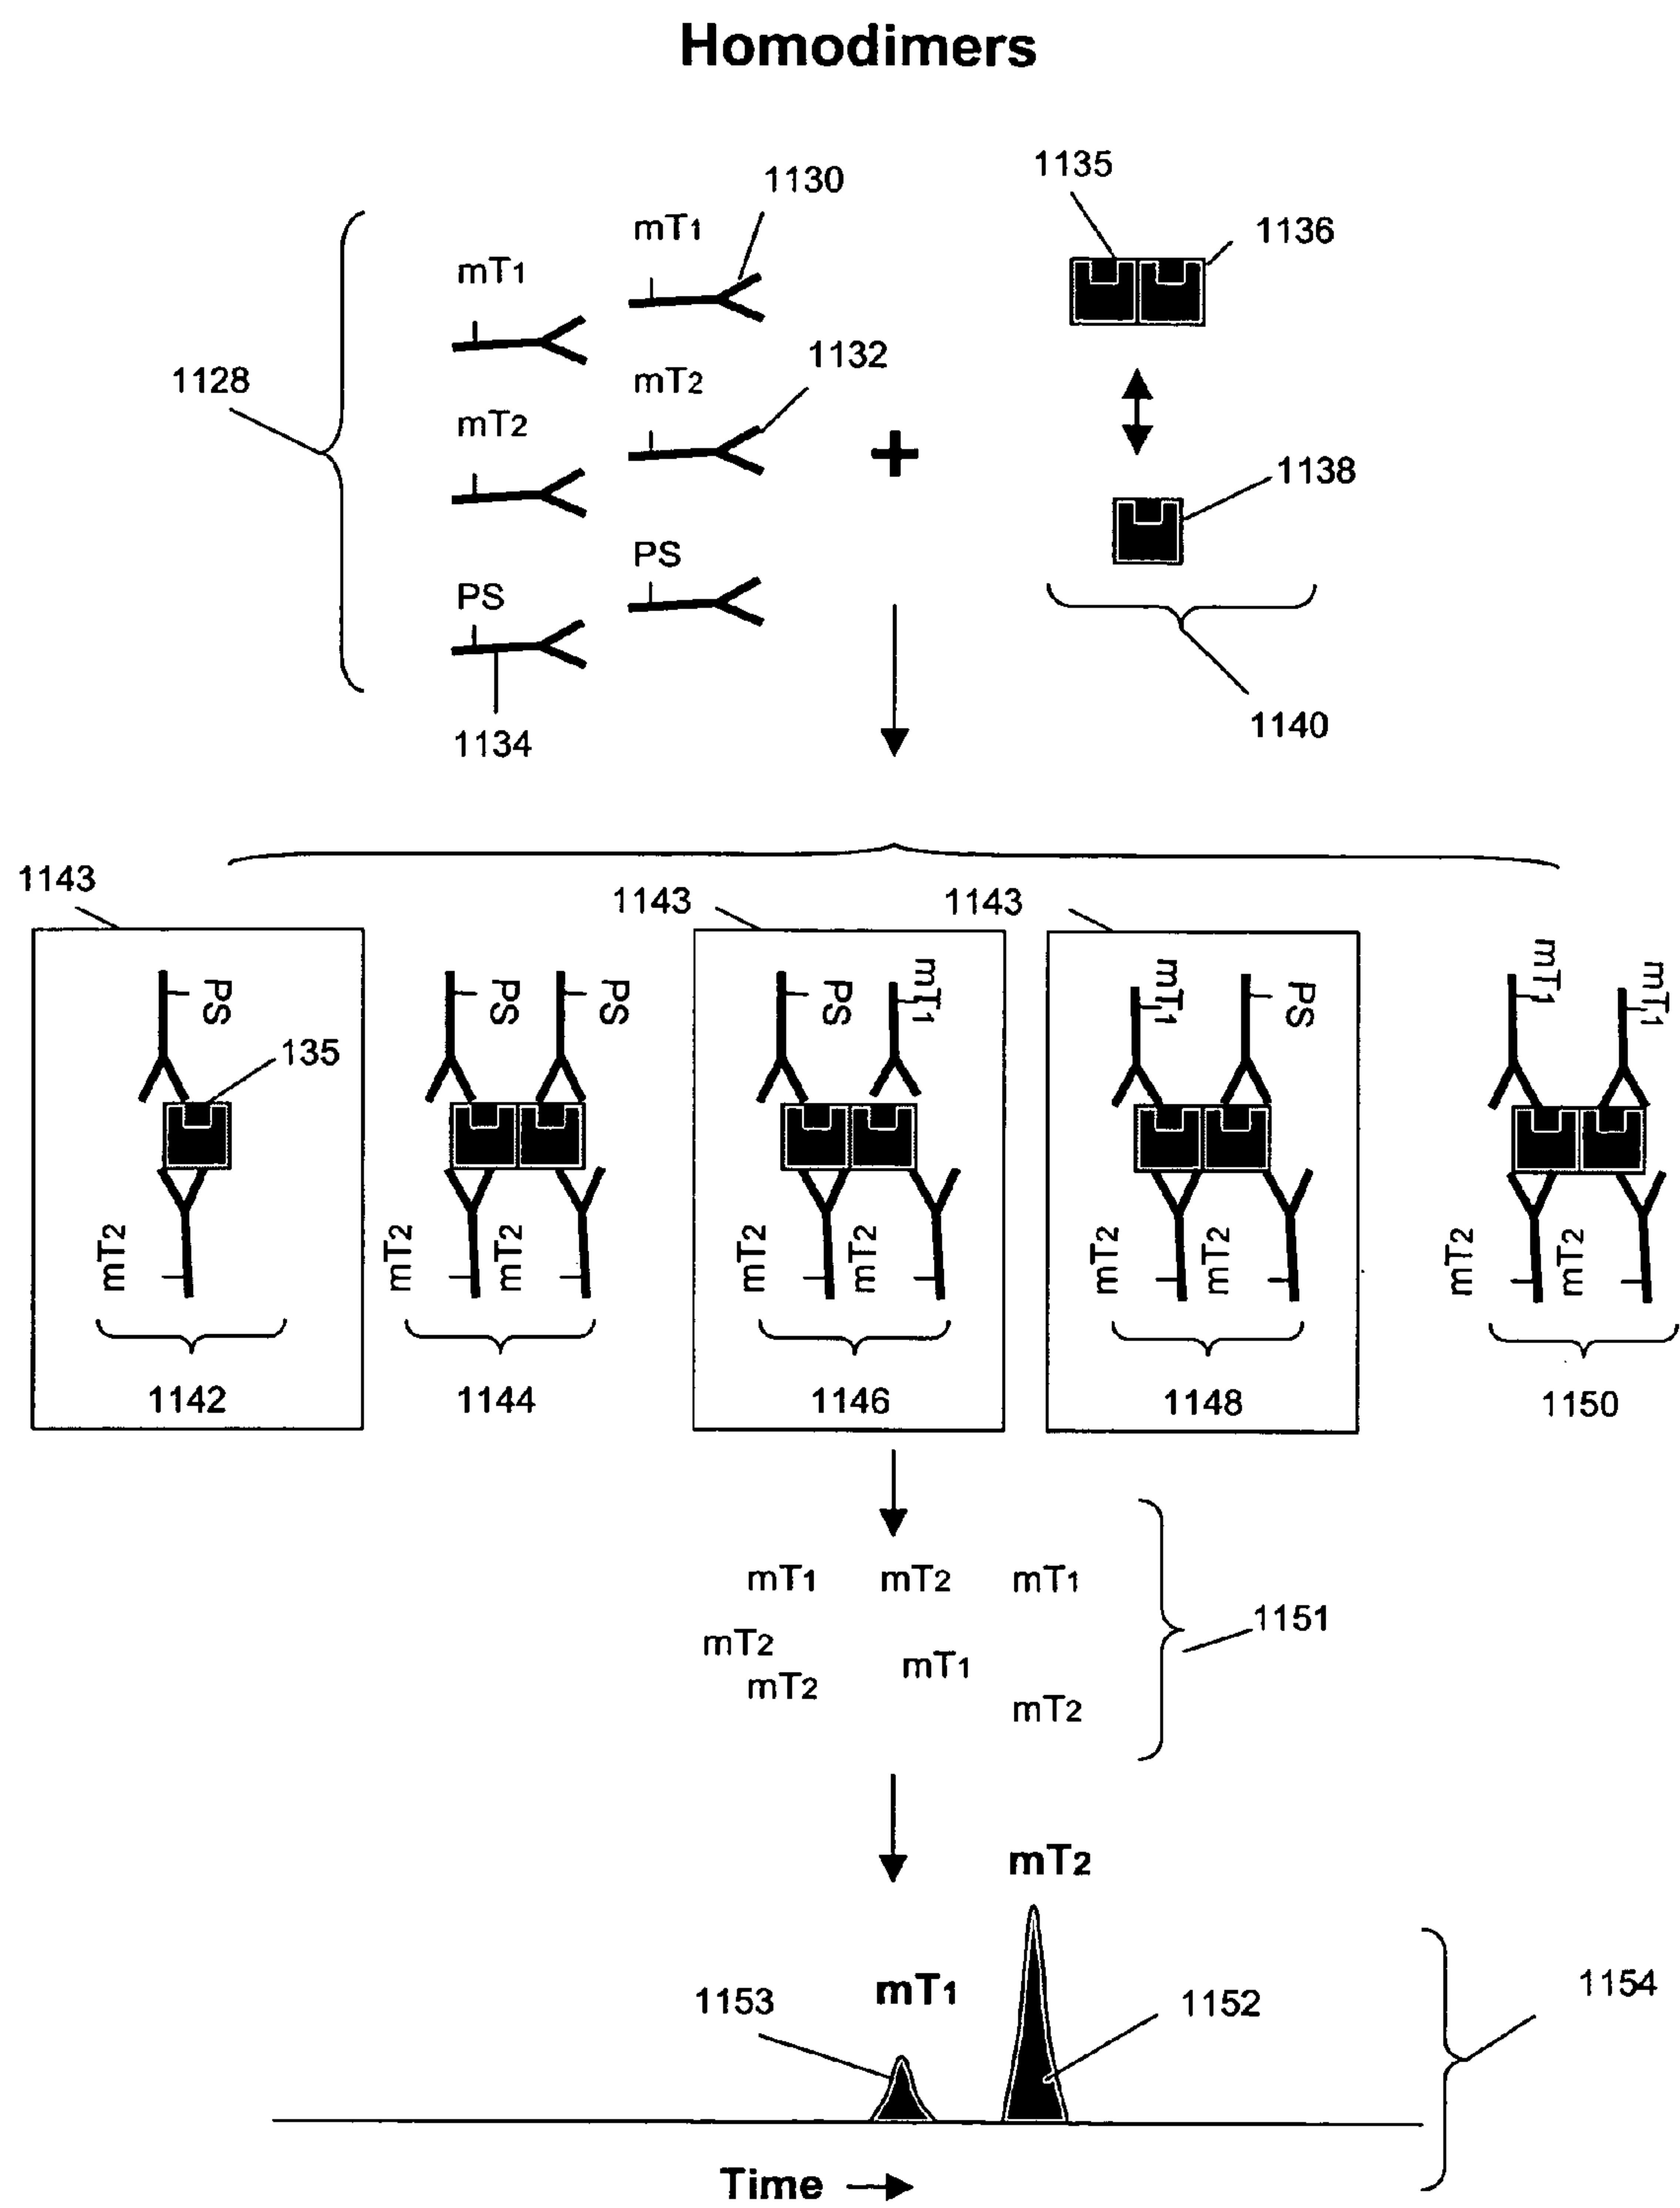 Homodimers
1130
1135
1136
mT1
mT1
1128
1132
mT2
mT2
+
1138
PS
PS
1134
1140
1143
1143
1143
PS
135
mT2
1142
PS
PS
mT2
mT2
1144
PS
mT1
mT2
mT2
1146
mT1
PS
mT2
mT2
1148
mT1
mT1
mT2
mT2
1150
mT1 mT2 mT1
1151
mT2
mT1
mT2
mT2
mT2
mT1
1153
1152
1154
Time